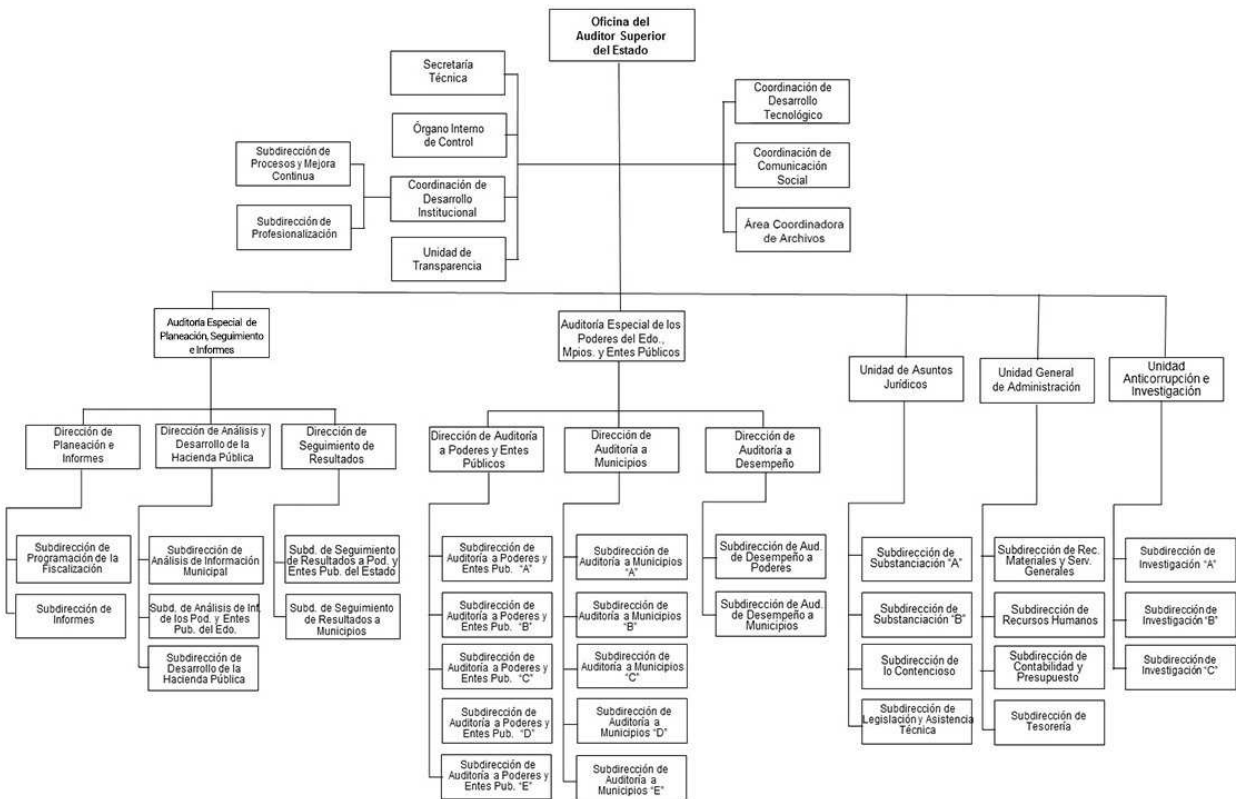 Oficina del
Auditor Superior
del Estado
Secretaría
Técnica
Órgano Interno
de Control
Coordinación de
Desarrollo
Institucional
Unidad de
Transparencia
Subdirección de
Procesos y Mejora
Continua
Subdirección de
Profesionalización
Coordinación de
Desarrollo
Tecnológico
Coordinación de
Comunicación
Social
Área Coordinadora
de Archivos
Auditoría Especial de
Planeación, Seguimiento
e Informes
Auditoría Especial de los
Poderes del Edo.,
Mpios. y Entes Públicos
Unidad de Asuntos
Jurídicos
Unidad General
de Administración
Unidad
Anticorrupción e
Investigación
Dirección de
Planeación e
Informes
Dirección de Análisis y
Desarrollo de la
Hacienda Pública
Dirección de
Seguimiento de
Resultados
Dirección de Auditoría
a Poderes y Entes
Públicos
Dirección de
Auditoría a
Municipios
Dirección de
Auditoría a
Desempeño
Subdirección de
Programación de la
Fiscalización
Subdirección de
Informes
Subdirección de
Análisis de Información
Municipal
Subd. de Análisis de Inf.
de los Pod. y Entes
Pub. del Edo.
Subdirección de
Desarrollo de la
Hacienda Pública
Subd. de Seguimiento
de Resultados a Pod. y
Entes Pub. del Estado
Subd. de Seguimiento
de Resultados a
Municipios
Subdirección de
Auditoría a Poderes y
Entes Pub. "A"
Subdirección de
Auditoría a Poderes y
Entes Pub. "B"
Subdirección de
Auditoría a Poderes y
Entes Pub. "C"
Subdirección de
Auditoría a Poderes y
Entes Pub. "D"
Subdirección de
Auditoría a Poderes y
Entes Pub. "E"
Subdirección de
Auditoría a Municipios
"A"
Subdirección de
Auditoría a Municipios
"B"
Subdirección de
Auditoría a Municipios
"C"
Subdirección de
Auditoría a
Municipios "D"
Subdirección de
Auditoría a
Municipios "E"
Subdirección de Aud.
de Desempeño a
Poderes
Subdirección de Aud.
de Desempeño a
Municipios
Subdirección de
Substanciación "A"
Subdirección de
Substanciación "B"
Subdirección de
lo Contencioso
Subdirección de
Legislación y Asistencia
Técnica
Subdirección de Rec.
Materiales y Serv.
Generales
Subdirección de
Recursos Humanos
Subdirección de
Contabilidad y
Presupuesto
Subdirección de
Tesorería
Subdirección de
Investigación "A"
Subdirección de
Investigación "B"
Subdirección de
Investigación "C"